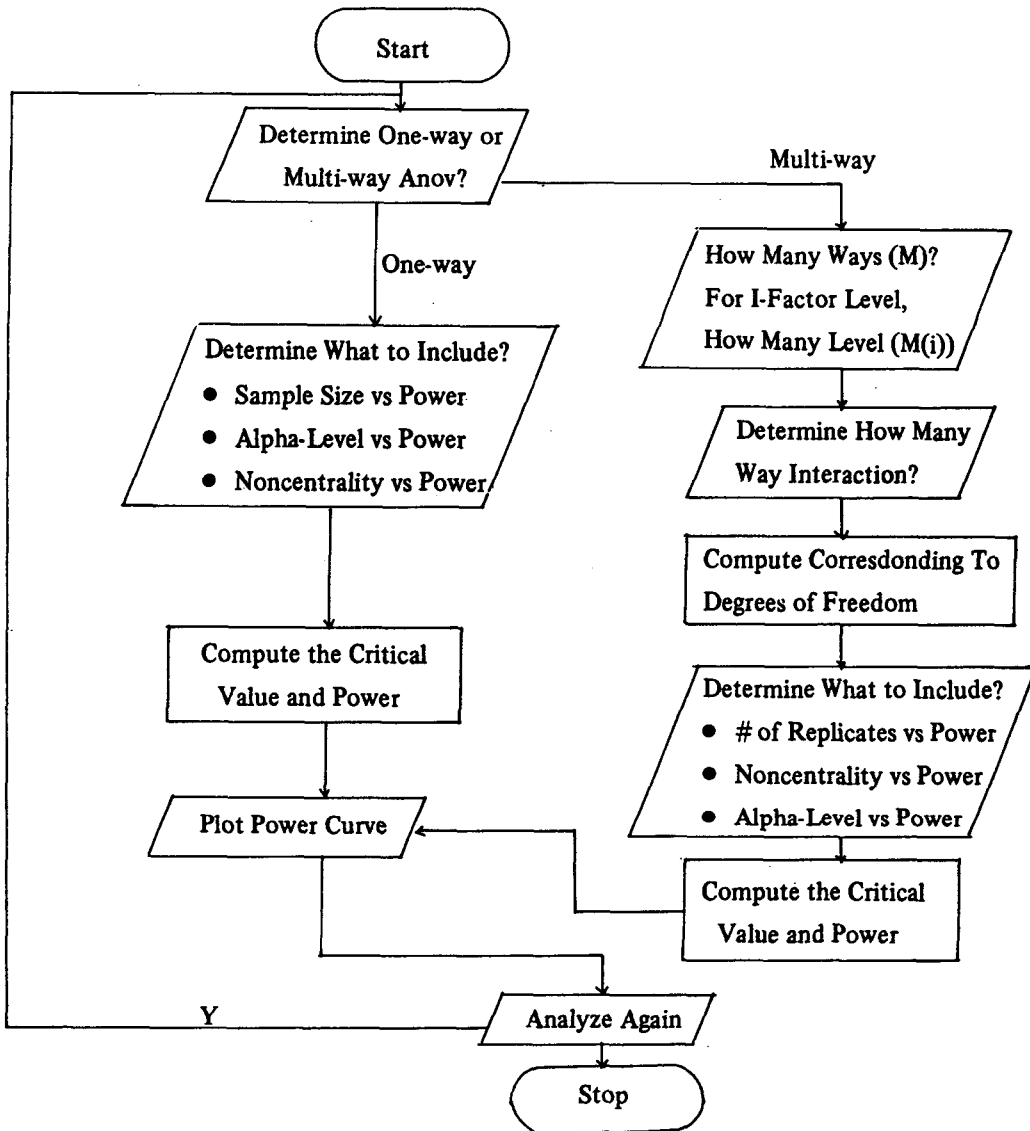 Start
Determine One-way or
Multi-way Anov?
Multi-way
One-way
How Many Ways (M)?
For I-Factor Level,
How Many Level (M(i))
Determine What to Include?
● Sample Size vs Power
● Alpha-Level vs Power
● Noncentrality vs Power
Determine How Many
Way Interaction?
Compute Corresdonding To
Degrees of Freedom
Compute the Critical
Value and Power
Determine What to Include?
● # of Replicates vs Power
● Noncentrality vs Power
● Alpha-Level vs Power
Plot Power Curve
Compute the Critical
Value and Power
Y
Analyze Again
Stop